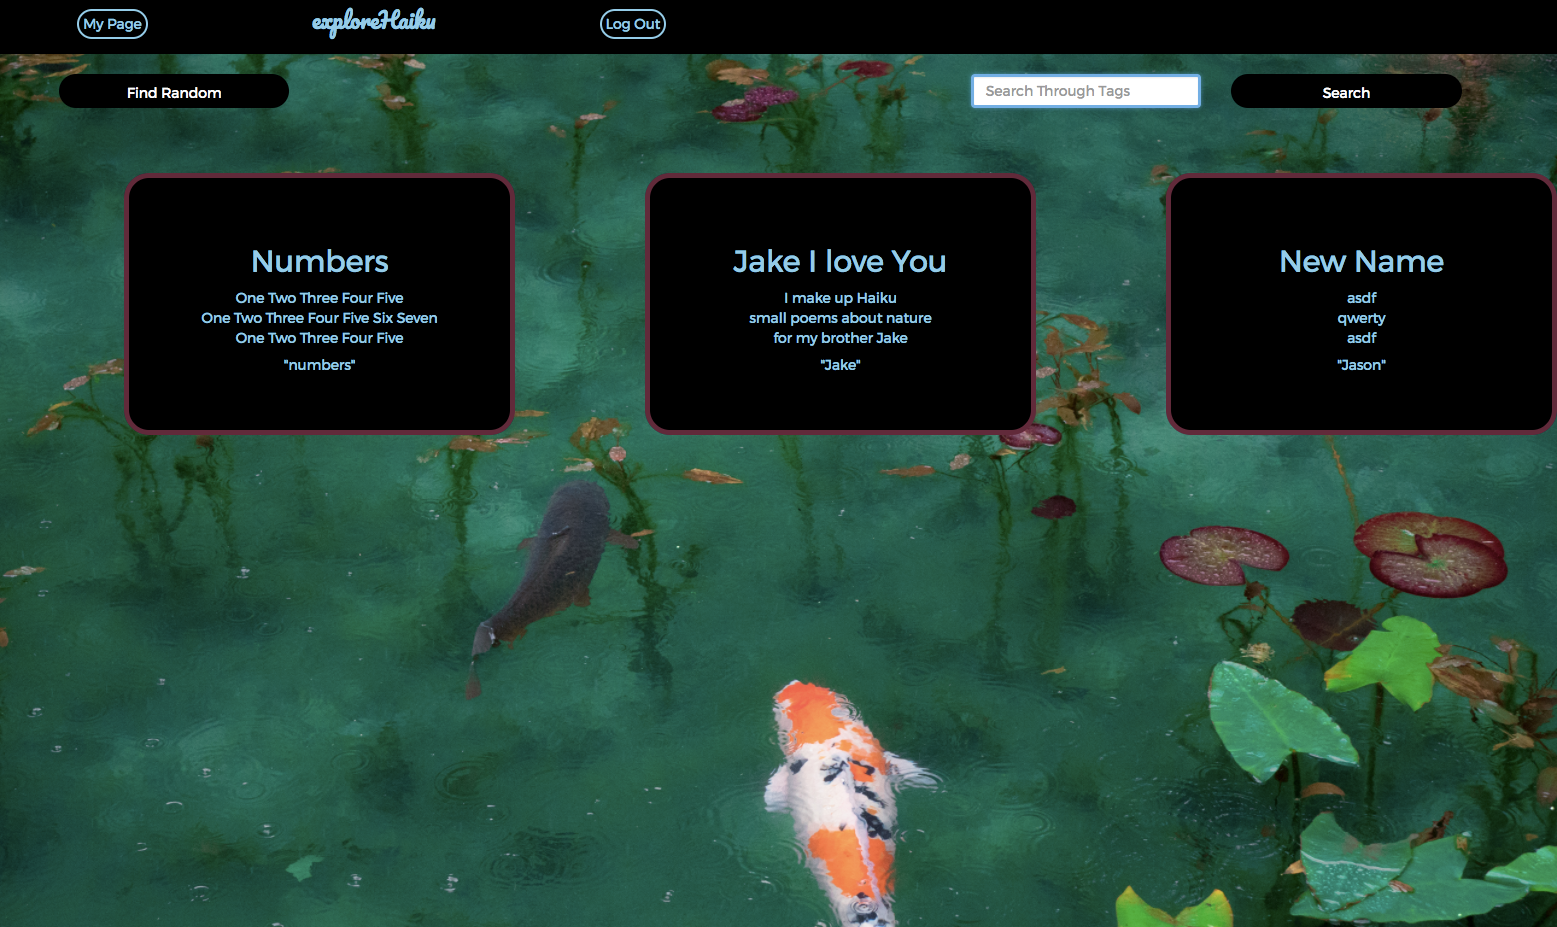 My Page
exploreHaiku
Log Out
Find Random
Search Through Tags
Search
Numbers
One Two Three Four Five
One Two Three Four Five Six Seven
One Two Three Four Five
"numbers"
Jake I love You
I make up Haiku
small poems about nature
for my brother Jake
"Jake"
New Name
asdf
qwerty
asdf
"Jason"